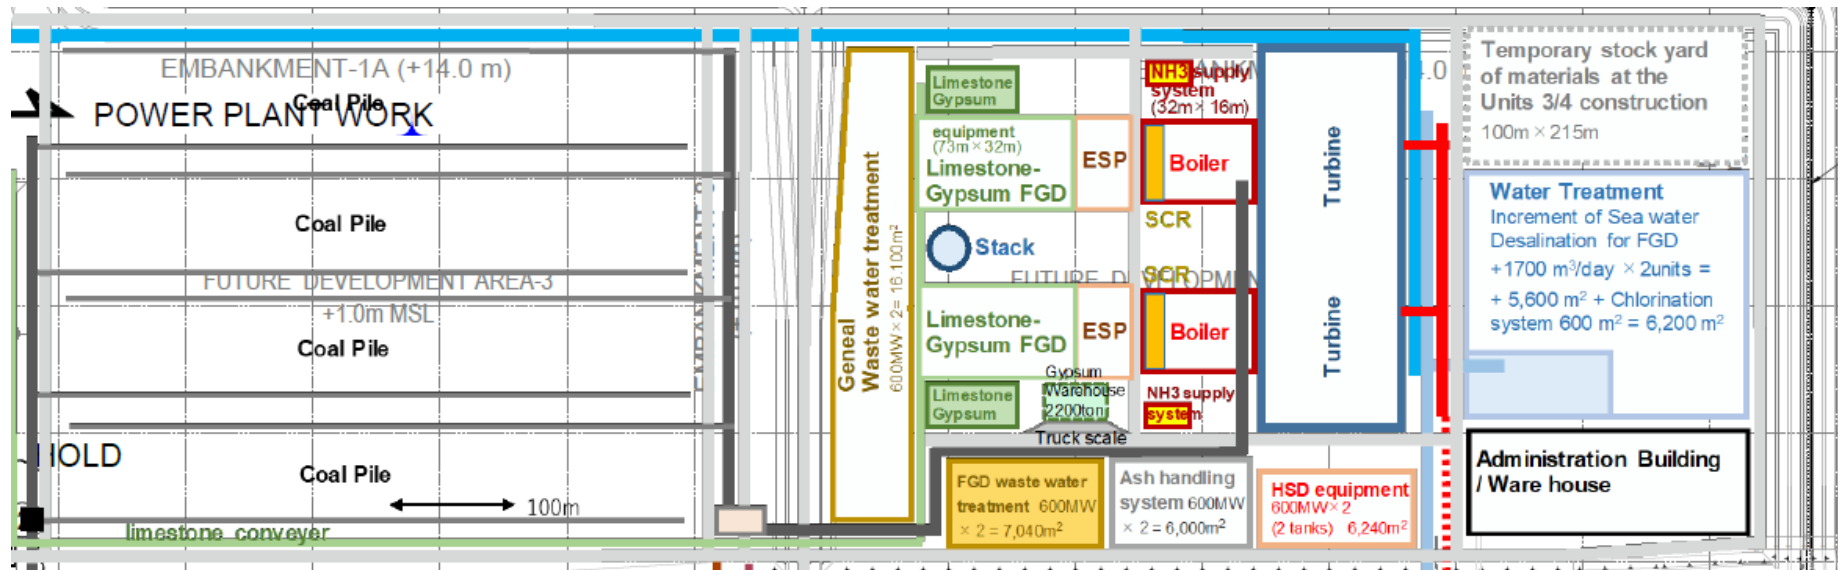 EMBANKMENT-1A (+14.0 m)
Coal Pile
POWER PLANT WORK
Coal Pile
FUTURE DEVELOPMENT AREA-3
+1.0m MSL
Coal Pile
HOLD
Coal Pile
100m
limestone conveyer
Geneal
Waste water treatment
600MW × 2= 16,100m²
Limestone
Gypsum
equipment
(73m × 32m)
Limestone-
Gypsum FGD
ESP
Stack
FUTURE DEVELOPMEN
Limestone-
Gypsum FGD
ESP
Limestone
Gypsum
Gypsum
Warehouse
2200ton
Truck scale
NH3 supply
system
(32m × 16m)
Boiler
SCR
SCR
Boiler
NH3 supply
system
Turbine
Turbine
FGD waste water
treatment 600MW
× 2 = 7,040m²
Ash handling
system 600MW
× 2 = 6,000m²
HSD equipment
600MW×2
(2 tanks) 6,240m²
Temporary stock yard
of materials at the
Units 3/4 construction
100m × 215m
Water Treatment
Increment of Sea water
Desalination for FGD
+1700 m³/day × 2units =
+ 5,600 m² + Chlorination
system 600 m² = 6,200 m²
Administration Building
/ Ware house